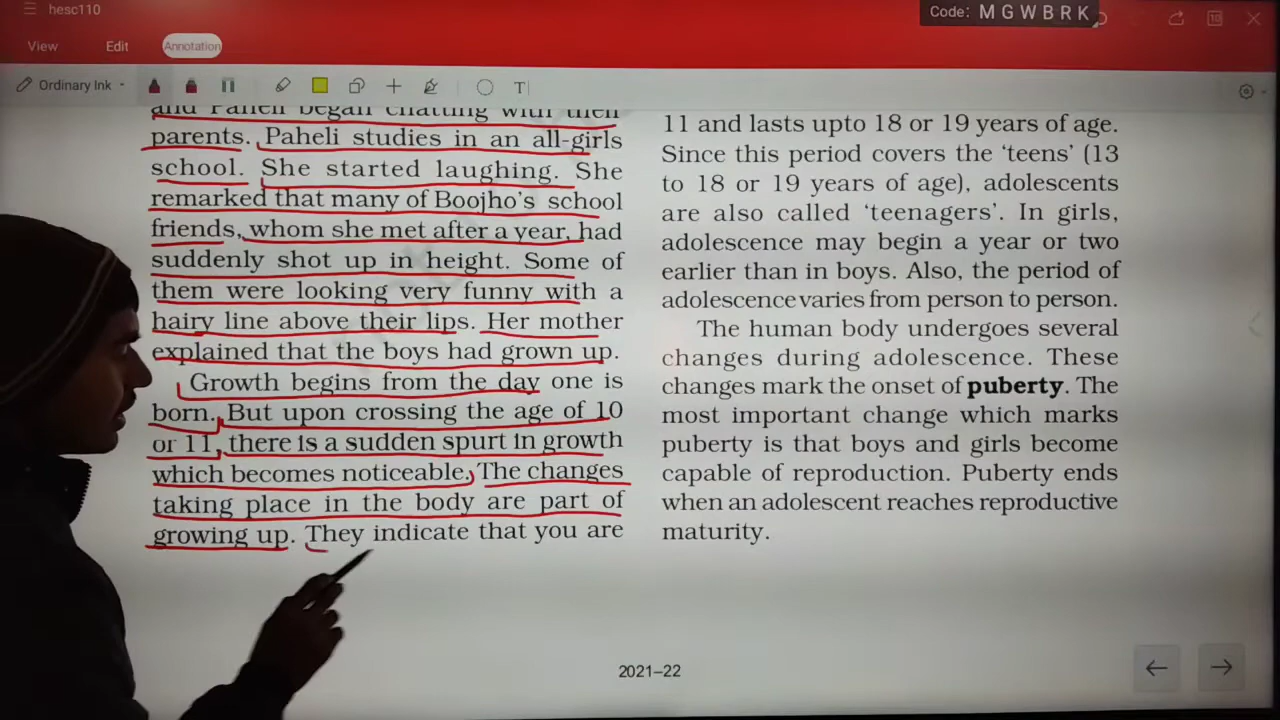 hesc110
Code: MGWBRK
View Edit Annotation
Ordinary Ink
and Paheli began chatting with their
parents. Paheli studies in an all-girls
school. She started laughing. She
remarked that many of Boojho's school
friends, whom she met after a year, had
suddenly shot up in height. Some of
them were looking very funny with a
hairy line above their lips. Her mother
explained that the boys had grown up.
Growth begins from the day one is
born. But upon crossing the age of 10
or 11, there is a sudden spurt in growth
which becomes noticeable. The changes
taking place in the body are part of
growing up. They indicate that you are
11 and lasts upto 18 or 19 years of age.
Since this period covers the ‘teens’ (13
to 18 or 19 years of age), adolescents
are also called ‘teenagers’. In girls,
adolescence may begin a year or two
earlier than in boys. Also, the period of
adolescence varies from person to person.
The human body undergoes several
changes during adolescence. These
changes mark the onset of puberty. The
most important change which marks
puberty is that boys and girls become
capable of reproduction. Puberty ends
when an adolescent reaches reproductive
maturity.
2021–22